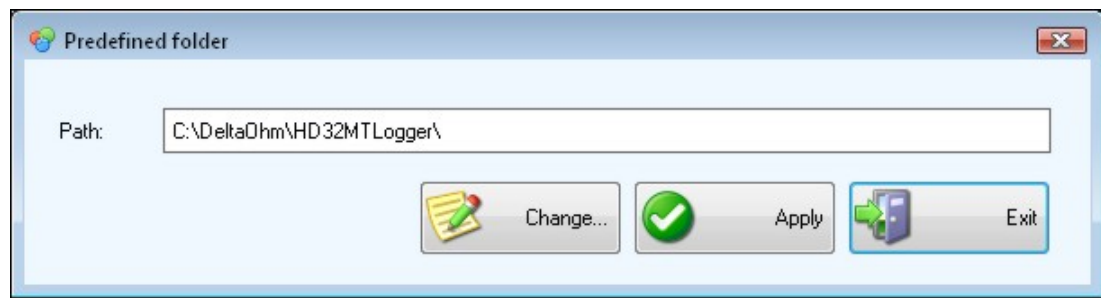 Predefined folder
Path: C:\DeltaOhm\HD32MTLogger\
Change... Apply Exit